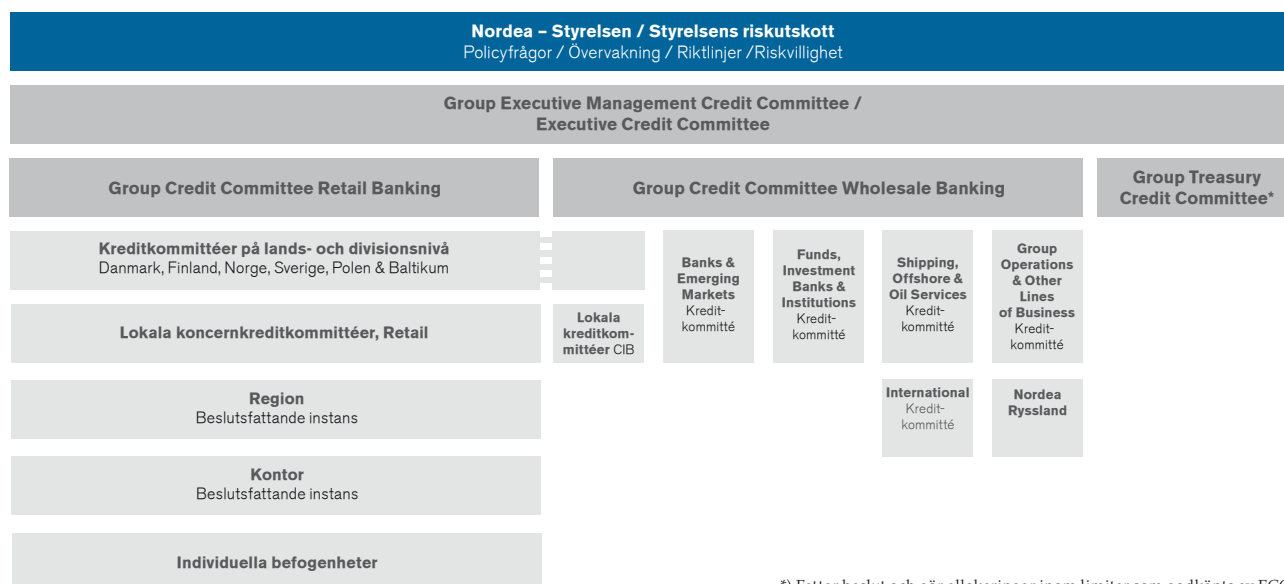 Nordea – Styrelsen / Styrelsens riskutskott
Policyfrågor / Övervakning / Riktlinjer /Riskvillighet
Group Executive Management Credit Committee /
Executive Credit Committee
Group Credit Committee Retail Banking
Group Credit Committee Wholesale Banking
Group Treasury
Credit Committee*
Kreditkommittéer på lands- och divisionsnivå
Danmark, Finland, Norge, Sverige, Polen & Baltikum
Lokala koncernkreditkommittéer, Retail
Region
Beslutsfattande instans
Kontor
Beslutsfattande instans
Individuella befogenheter
Lokala
kreditkom-
mittéer CIB
Banks &
Emerging
Markets
Kredit-
kommitté
Funds,
Investment
Banks &
Institutions
Kredit-
kommitté
Shipping,
Offshore &
Oil Services
Kredit-
kommitté
Group
Operations
& Other
Lines
of Business
Kredit-
kommitté
International
Kredit-
kommitté
Nordea
Ryssland